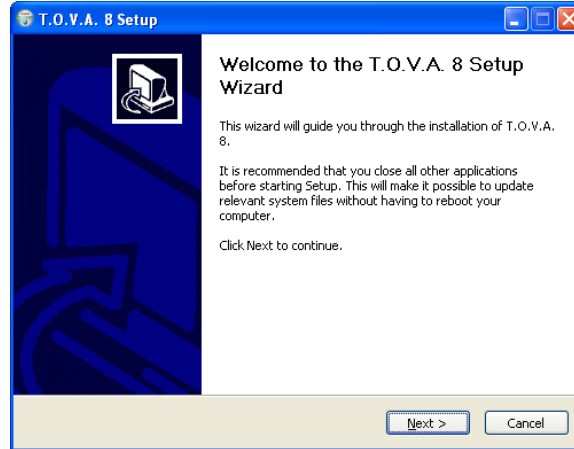 T.O.V.A. 8 Setup
Welcome to the T.O.V.A. 8 Setup
Wizard
This wizard will guide you through the installation of T.O.V.A.
8.
It is recommended that you close all other applications
before starting Setup. This will make it possible to update
relevant system files without having to reboot your
computer.
Click Next to continue.
Next >
Cancel